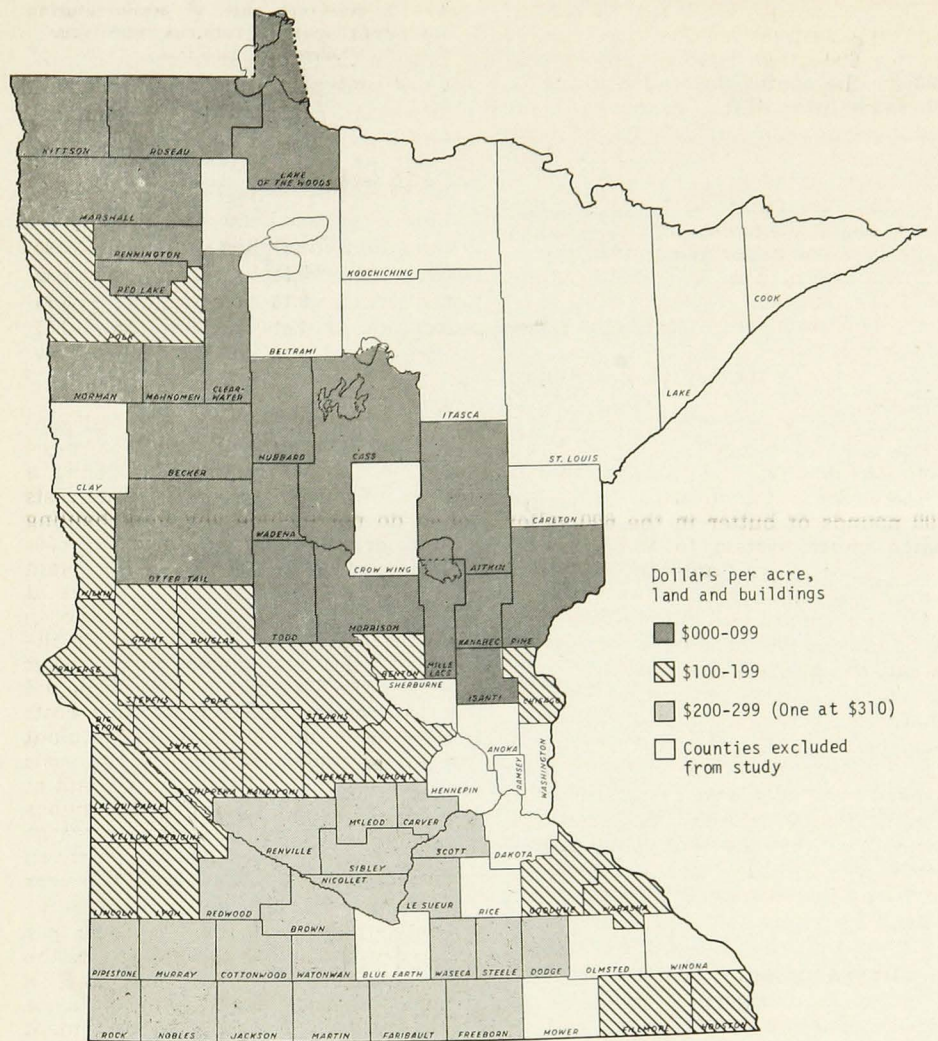 KITTSON
ROSEAU
LAKE
OF THE WOODS
MARSHALL
PENNINGTON
RED LAKE
POLK
KOOCHICHING
COOK
LAKE
BELTRAMI
NORMAN
MAHNOMEN
CLEAR-
WATER
ITASCA
HUBBARD
CASS
ST. LOUIS
BECKER
CLAY
CARLTON
WADENA
CROW WING
AITKIN
OTTER TAIL
WILKIN
TODD
MORRISON
KANABEC
PINE
GRANT
DOUGLAS
TRAVERSE
BENTON
MILLE
LACS
SHERBURNE
ISANTI
CHISAGO
STEVENS
POPE
STEARNS
BIG
STONE
SWIFT
ANOKA
RAMSEY
WASHINGTON
MEEKER
WRIGHT
HENNEPIN
CHIPPEWA
KANDIYOHI
LAC QUI PARLE
McLEOD
CARVER
YELLOW MEDICINE
RENVILLE
SCOTT
DAKOTA
SIBLEY
NICOLLET
LINCOLN
LYON
REDWOOD
LE SUEUR
RICE
GOODHUE
WABASHA
BROWN
PIPESTONE
MURRAY
COTTONWOOD
WATONWAN
BLUE EARTH
WASECA
STEELE
DODGE
OLMSTED
WINONA
ROCK
NOBLES
JACKSON
MARTIN
FARIBAULT
FREEBORN
MOWER
FILLMORE
HOUSTON
Dollars per acre,
land and buildings
$000-099
$100-199
$200-299 (One at $310)
Counties excluded
from study